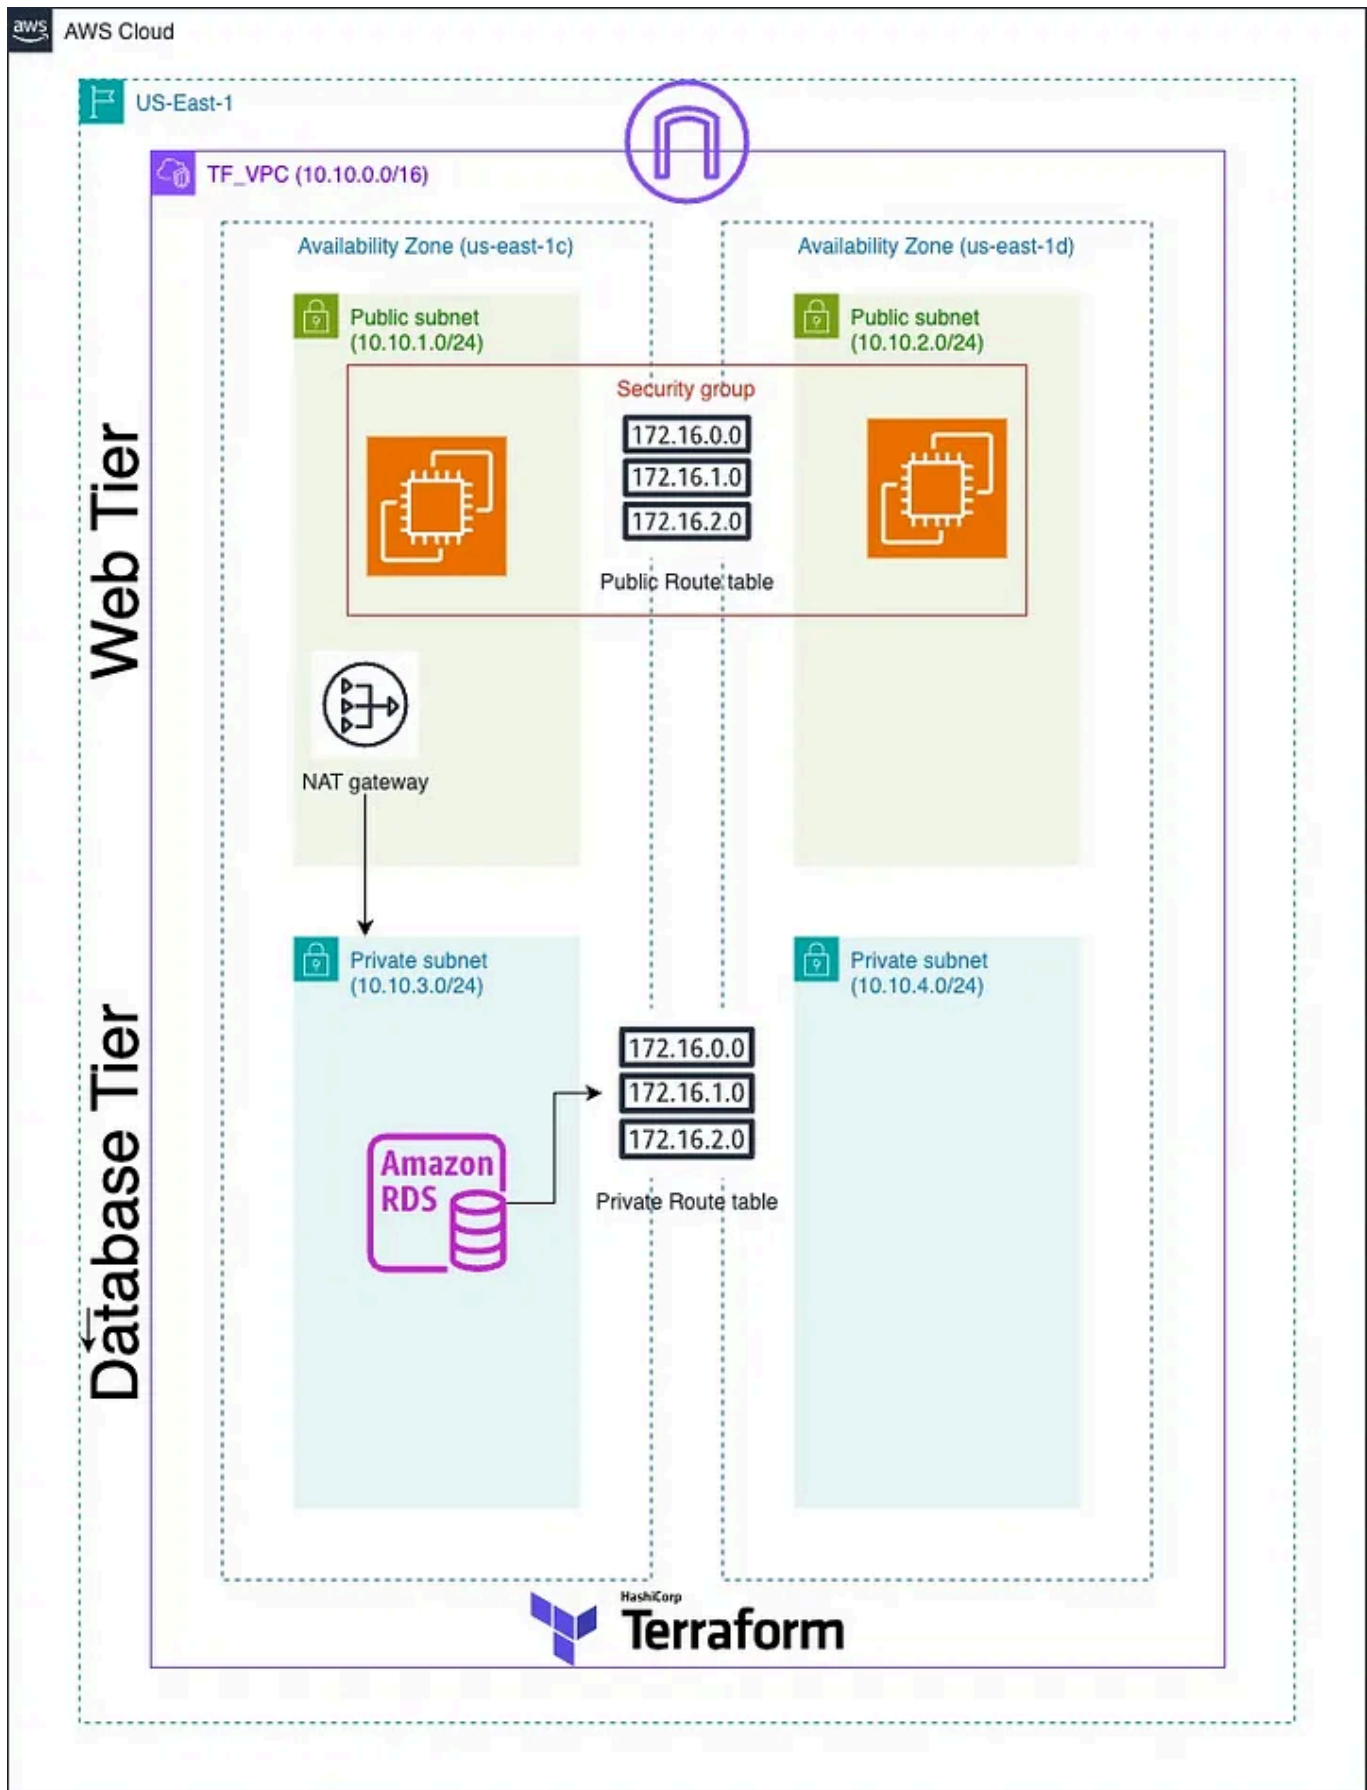 aws
AWS Cloud
US-East-1
TF_VPC (10.10.0.0/16)
Availability Zone (us-east-1c)
Availability Zone (us-east-1d)
Public subnet
(10.10.1.0/24)
Public subnet
(10.10.2.0/24)
Security group
172.16.0.0
172.16.1.0
172.16.2.0
Public Route table
Web Tier
NAT gateway
Private subnet
(10.10.3.0/24)
Private subnet
(10.10.4.0/24)
172.16.0.0
172.16.1.0
172.16.2.0
Private Route table
Amazon
RDS
Database Tier
HashiCorp
Terraform